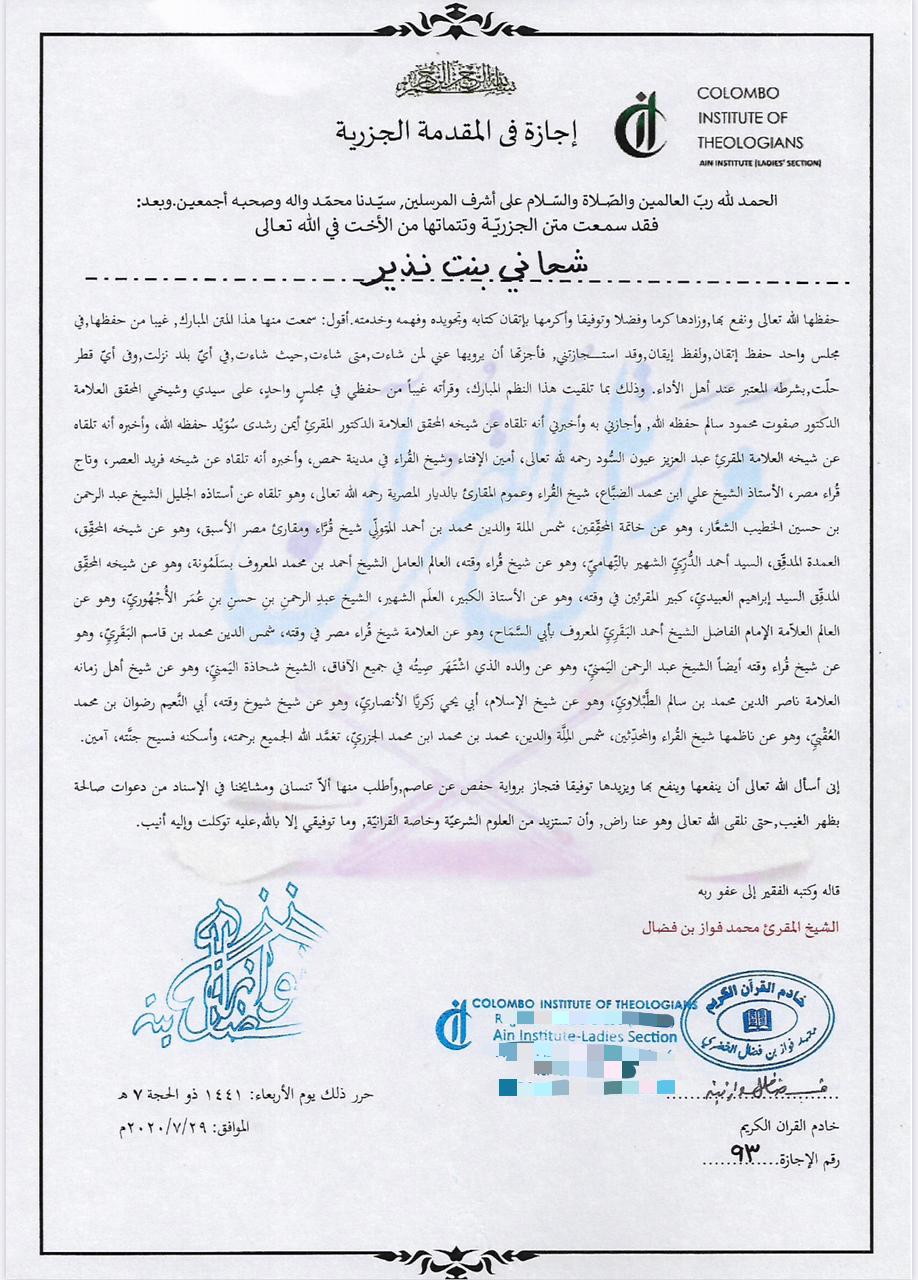 بسم الله الرحمن الرحيم
COLOMBO
INSTITUTE OF
THEOLOGIANS
AIN INSTITUTE (LADIES' SECTION)
إجازة فى المقدمة الجزرية
الحمد لله ربّ العالمين والصّلاة والسّلام على أشرف المرسلين, سيّدنا محمّد واله وصحبه أجمعين.وبعد:
فقد سمعت متن الجزريّة وتتماتها من الأخت في الله تعالى
شحاني بنت نذير
حفظها الله تعالى ونفع بها,وزادها كرما وفضلا وتوفيقا وأكرمها بإتقان كتابه وتجويده وفهمه وخدمته.أقول: سمعت منها هذا المتن المبارك, غيبا من حفظها,في
مجلس واحد حفظ إتقان,ولفظ إيقان,وقد استـــجازتني, فأجزتها أن يرويها عني لمن شاءت,متى شاءت,حيث شاءت,في أيّ بلد نزلت,وفى أيّ قطر
حلّت,بشرطه المعتبر عند أهل الأداء. وذلك بما تلقيت هذا النظم المبارك، وقرأته غيباً من حفظي في مجلسٍ واحدٍ، على سيدي وشيخي المحقق العلامة
الدكتور صفوت محمود سالم حفظه الله, وأجازني به وأخبرني أنه تلقاه عن شيخه المحقق العلامة الدكتور المقرئ أيمن رشدى سُوَيْد حفظه الله، وأخبره أنه تلقاه
عن شيخه العلامة المقرئ عبد العزيز عيون السُّود رحمه لله تعالى، أمين الإفتاء وشيخ القُراء في مدينة حمص، وأخبره أنه تلقاه عن شيخه فريد العصر، وتاج
قُراء مصر، الأستاذ الشيخ علي ابن محمد الضبَّاع، شيخ القُراء وعموم المقارئ بالديار المصرية رحمه الله تعالى، وهو تلقاه عن أستاذه الجليل الشيخ عبد الرحمن
بن حسين الخطيب الشعَّار، وهو عن خاتمة المحقِّقين، شمس الملة والدين محمد بن أحمد المتولِّي شيخ قُرَّاء ومقارئ مصر الأسبق، وهو عن شيخه المحقِّق،
العمدة المدقِّق، السيد أحمد الدُّرِّيّ الشهير بالتِّهاميّ، وهو عن شيخ قُراء وقته، العالم العامل الشيخ أحمد بن محمد المعروف بسَلَمُونة، وهو عن شيخه المحقِّق
المدقِّق السيد إبراهيم العبيديّ، كبير المقرئين في وقته، وهو عن الأستاذ الكبير، العلَم الشهير، الشيخ عبدِ الرحمنِ بنِ حسنِ بنِ عُمَر الأُجْهُوريّ، وهو عن
العالم العلاّمة الإمام الفاضل الشيخ أحمد البَقَريّ المعروف بأبي السَّمَاح، وهو عن العلامة شيخ قُراء مصر في وقته، شمس الدين محمد بن قاسم البَقَريّ، وهو
عن شيخ قُراء وقته أيضاً الشيخ عبد الرحمن اليَمنيّ، وهو عن والده الذي اشْتَهَر صِيتُه في جميع الآفاق، الشيخ شحاذة اليَمنيّ، وهو عن شيخ أهل زمانه
العلامة ناصر الدين محمد بن سالم الطَّبْلاويّ، وهو عن شيخ الإسلام، أبي يحي زكريَّا الأنصاريّ، وهو عن شيخ شيوخ وقته، أبي النَّعيم رضوان بن محمد
العُقْبيّ، وهو عن ناظمها شيخ القُراء والمحدِّثين، شمس المِلَّة والدين، محمد بن محمد ابن محمد الجزريّ، تغمَّد الله الجميع برحمته، وأسكنه فسيح جنَّته، آمين.
إنى أسأل الله تعالى أن ينفعها وينفع بها ويزيدها توفيقا فتجاز برواية حفص عن عاصم,وأطلب منها ألاّ تنسانى ومشايخنا في الإسناد من دعوات صالحة
بظهر الغيب,حتى نلقى الله تعالى وهو عنا راض, وأن تستزيد من العلوم الشرعيّة وخاصة القرانيّة, وما توفيقي إلا بالله,عليه توكلت وإليه أنيب.
قاله وكتبه الفقير إلى عفو ربه
الشيخ المقرئ محمد فواز بن فضال
COLOMBO INSTITUTE OF THEOLOGIANS
Ain Institute-Ladies Section
خادم القرآن الكريم
محمد فواز بن فضال الخضري
حرر ذلك يوم الأربعاء: ١٤٤١ ذو الحجة ٧ هـ
الموافق: ٢٠٢٠/٧/٢٩م
خادم القران الكريم
رقم الإجازة.............٩٣